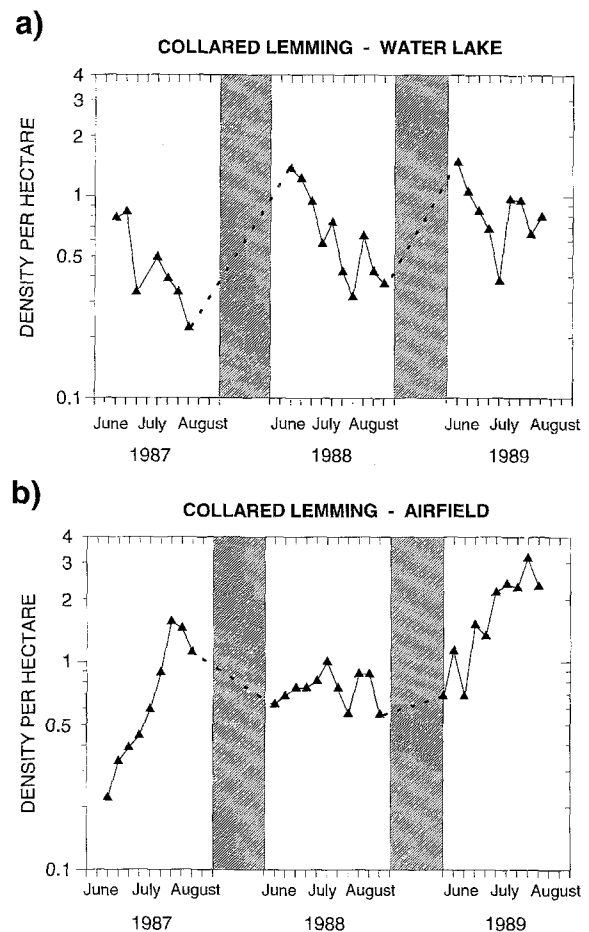 a)
COLLARED LEMMING - WATER LAKE
DENSITY PER HECTARE
4
3
2
1
0.5
0.1
June July August June July August June July August
1987 1988 1989
b)
COLLARED LEMMING - AIRFIELD
DENSITY PER HECTARE
4
3
2
1
0.5
0.1
June July August June July August June July August
1987 1988 1989